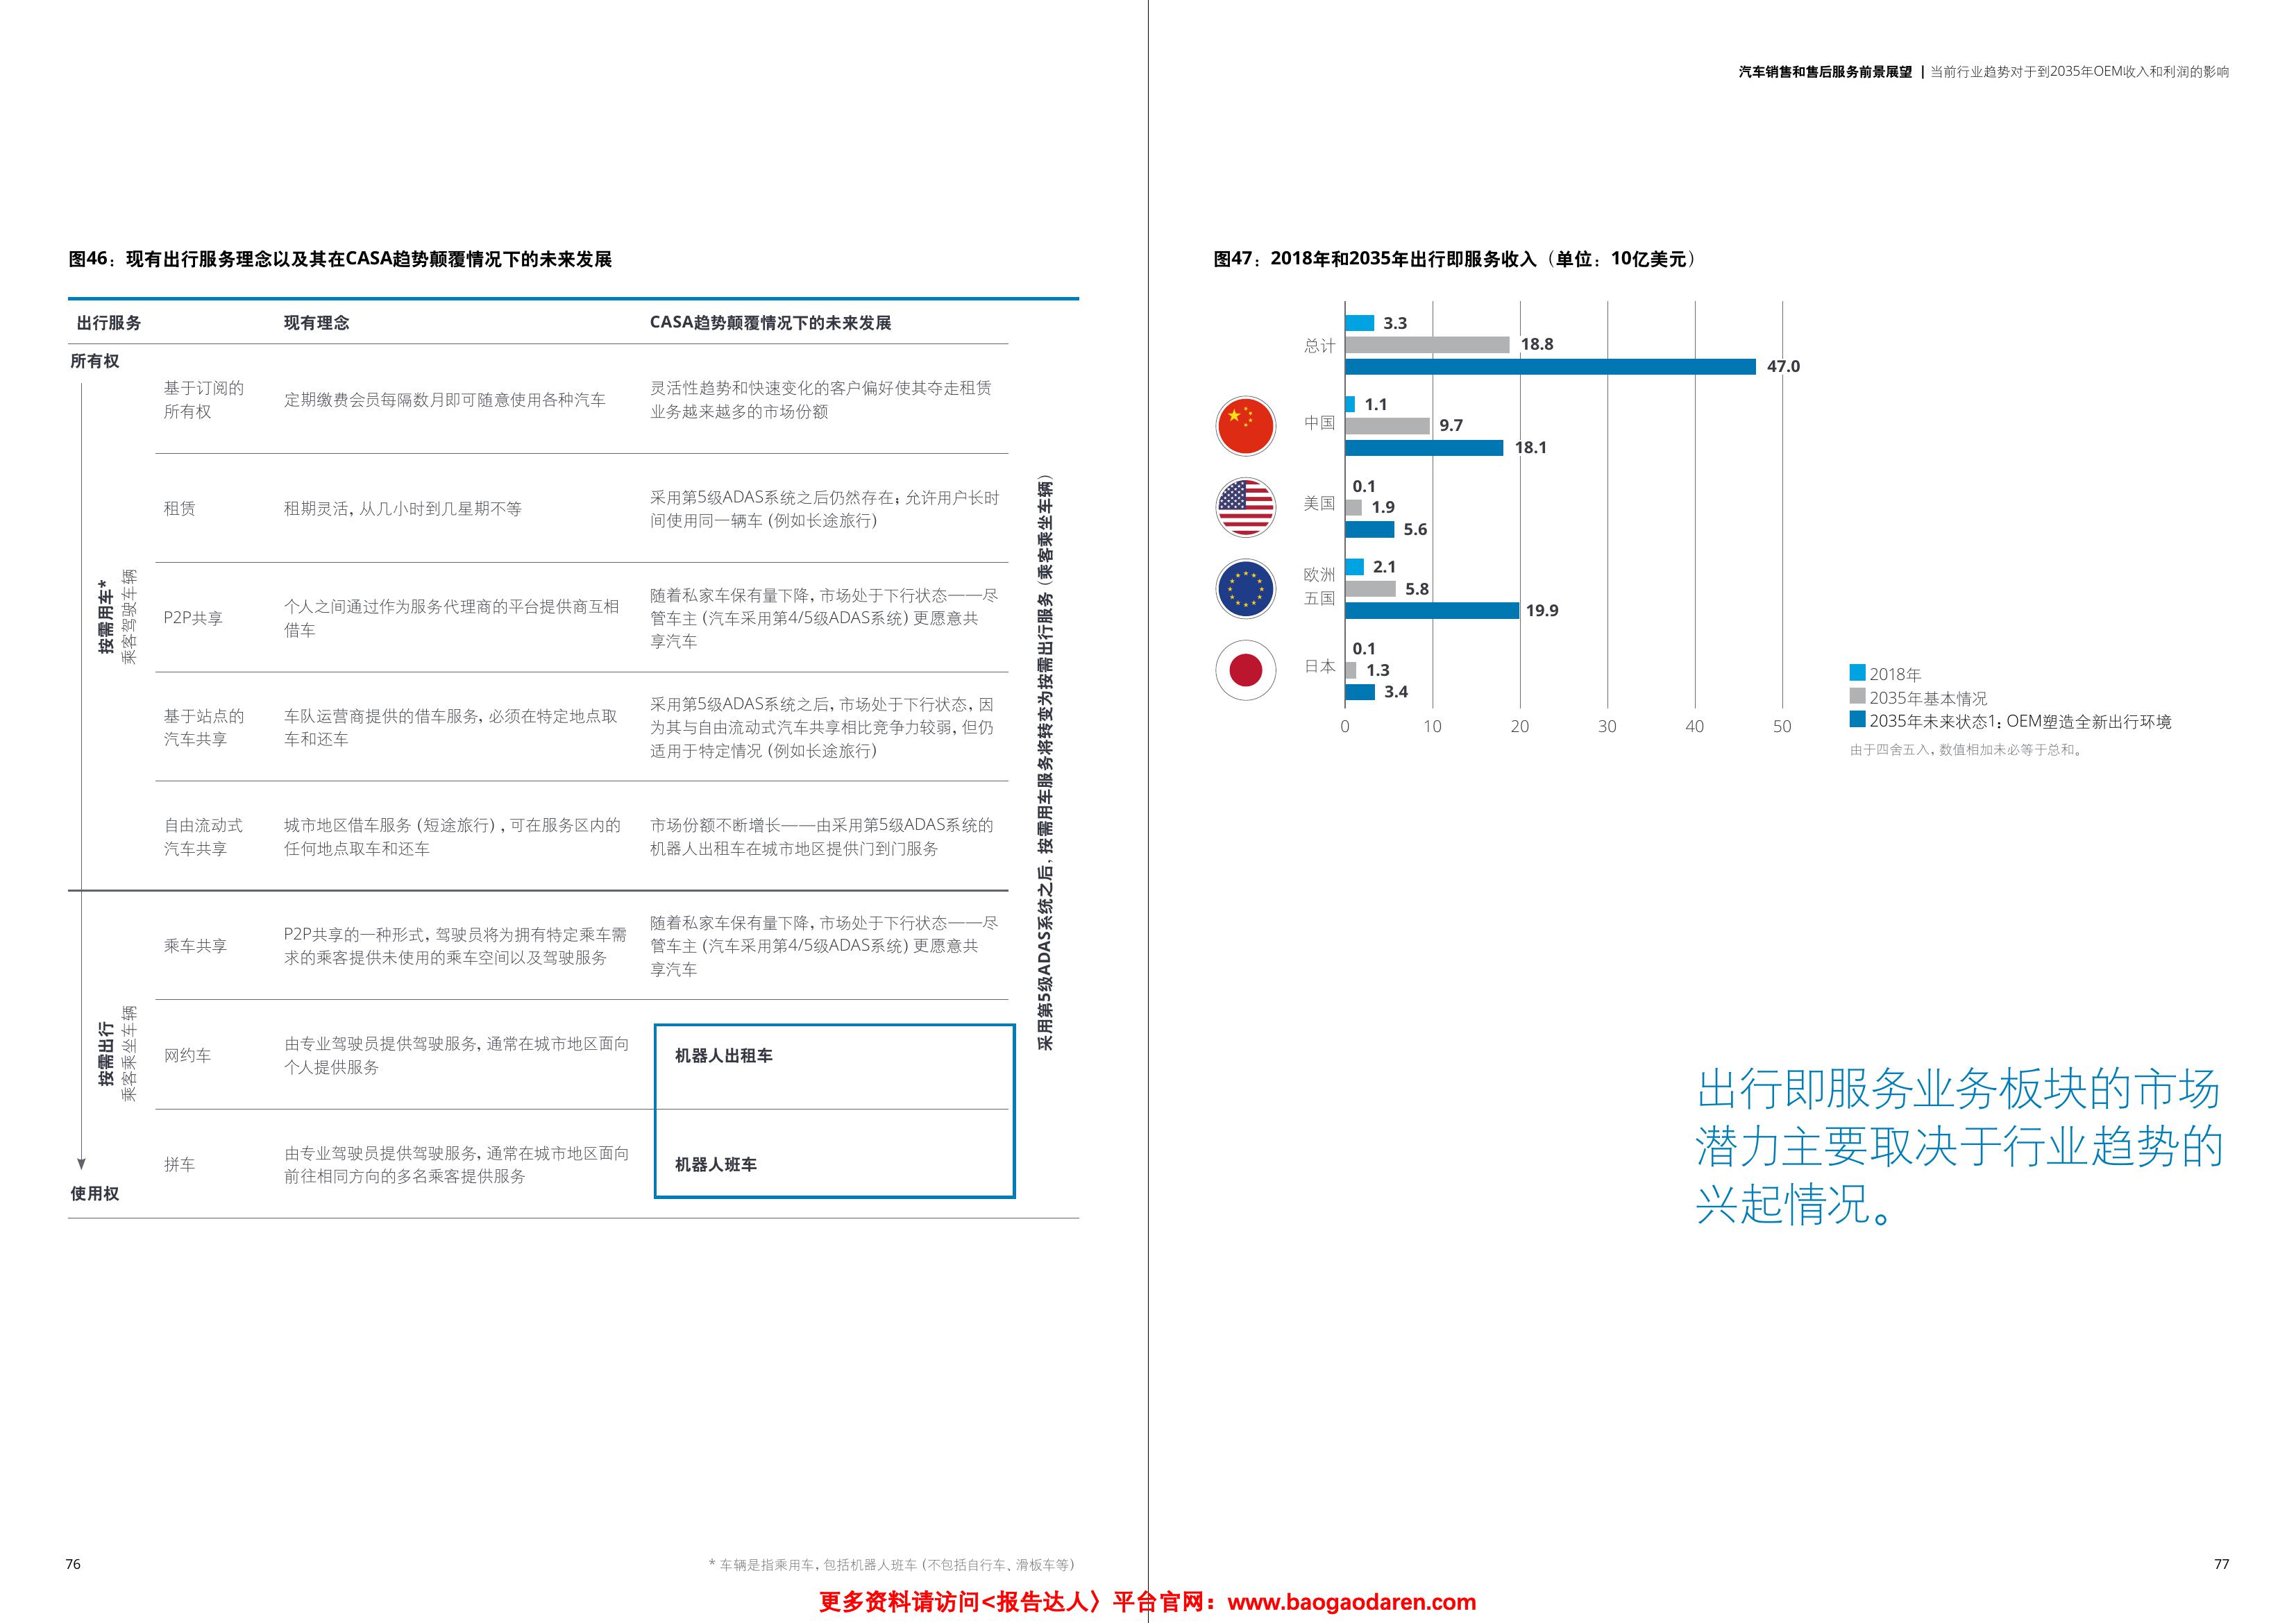 汽车销售和售后服务前景展望 | 当前行业趋势对于到2035年OEM收入和利润的影响
图46：现有出行服务理念以及其在CASA趋势颠覆情况下的未来发展
出行服务
现有理念
CASA趋势颠覆情况下的未来发展
所有权
按需用车*
乘客驾驶车辆
基于订阅的
所有权
定期缴费会员每隔数月即可随意使用各种汽车
灵活性趋势和快速变化的客户偏好使其夺走租赁
业务越来越多的市场份额
租赁
租期灵活，从几小时到几星期不等
采用第5级ADAS系统之后仍然存在；允许用户长时
间使用同一辆车（例如长途旅行）
P2P共享
个人之间通过作为服务代理商的平台提供商互相
借车
随着私家车保有量下降，市场处于下行状态——尽
管车主（汽车采用第4/5级ADAS系统）更愿意共
享汽车
基于站点的
汽车共享
车队运营商提供的借车服务，必须在特定地点取
车和还车
采用第5级ADAS系统之后，市场处于下行状态，因
为其与自由流动式汽车共享相比竞争力较弱，但仍
适用于特定情况（例如长途旅行）
自由流动式
汽车共享
城市地区借车服务（短途旅行），可在服务区内的
任何地点取车和还车
市场份额不断增长——由采用第5级ADAS系统的
机器人出租车在城市地区提供门到门服务
按需出行
乘客乘坐车辆
乘车共享
P2P共享的一种形式，驾驶员将为拥有特定乘车需
求的乘客提供未使用的乘车空间以及驾驶服务
随着私家车保有量下降，市场处于下行状态——尽
管车主（汽车采用第4/5级ADAS系统）更愿意共
享汽车
网约车
由专业驾驶员提供驾驶服务，通常在城市地区面向
个人提供服务
机器人出租车
拼车
由专业驾驶员提供驾驶服务，通常在城市地区面向
前往相同方向的多名乘客提供服务
机器人班车
使用权
采用第5级ADAS系统之后，按需用车服务将转变为按需出行服务（乘客乘坐车辆）
76
* 车辆是指乘用车，包括机器人班车（不包括自行车、滑板车等）
图47：2018年和2035年出行即服务收入（单位：10亿美元）
总计
3.3
18.8
47.0
中国
1.1
9.7
18.1
美国
0.1
1.9
5.6
欧洲
五国
2.1
5.8
19.9
日本
0.1
1.3
3.4
0 10 20 30 40 50
2018年
2035年基本情况
2035年未来状态1：OEM塑造全新出行环境
由于四舍五入，数值相加未必等于总和。
出行即服务业务板块的市场
潜力主要取决于行业趋势的
兴起情况。
77
更多资料请访问<报告达人〉平台官网：www.baogaodaren.com